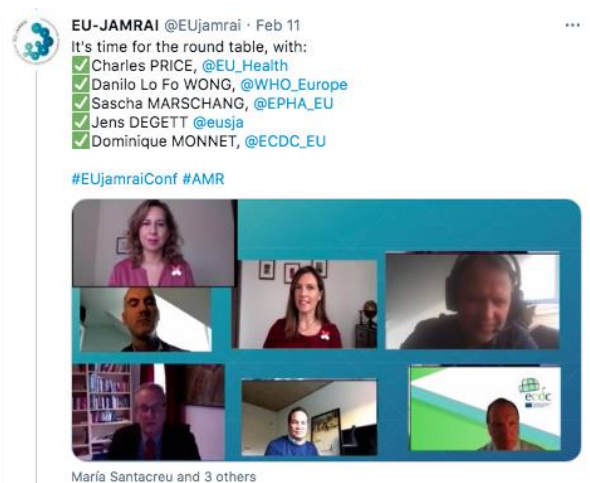 EU-JAMRAI @EUjamrai · Feb 11
It's time for the round table, with:
✅Charles PRICE, @EU_Health
✅Danilo Lo Fo WONG, @WHO_Europe
✅Sascha MARSCHANG, @EPHA_EU
✅Jens DEGETT @eusja
✅Dominique MONNET, @ECDC_EU
#EUjamraiConf #AMR
ecdc
María Santacreu and 3 others